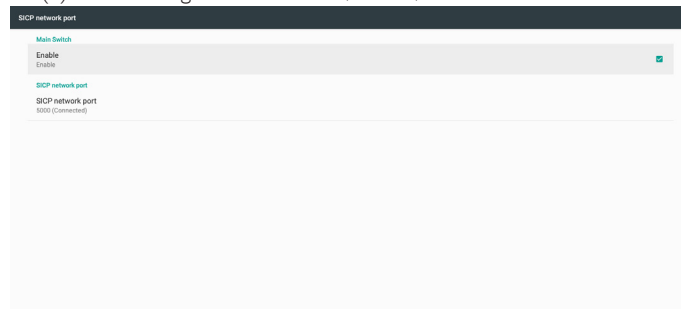 SICP network port
Main Switch
Enable
Enable
SICP network port
SICP network port
5000 (Connected)